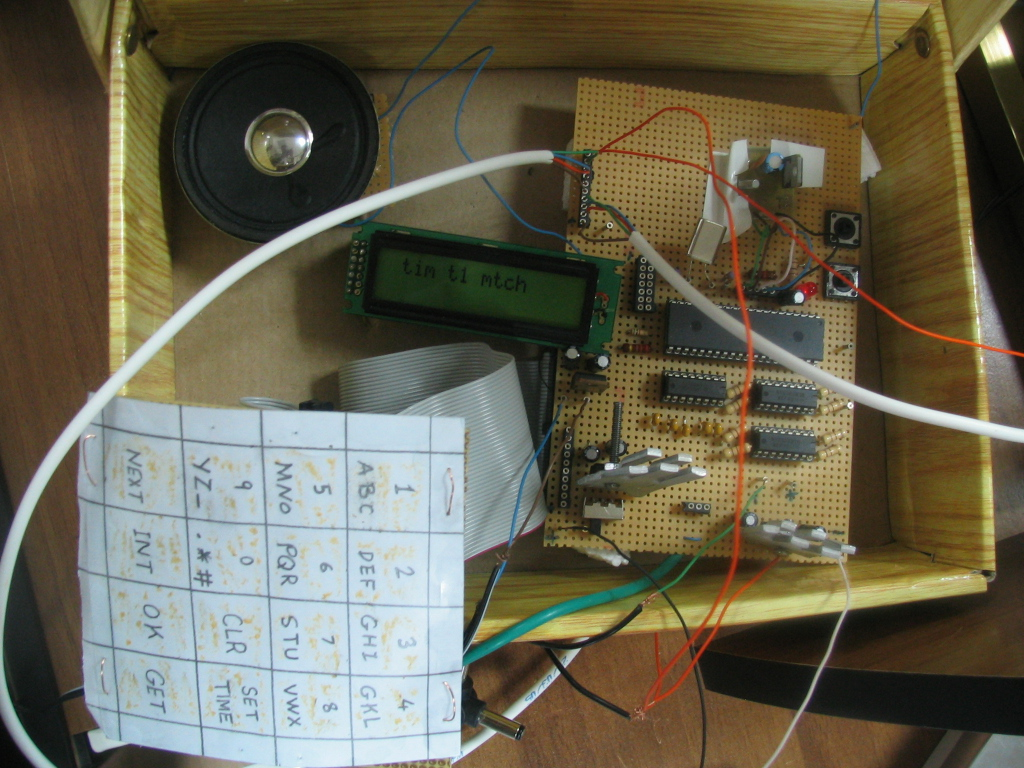 tim t1 mtch
1 2 3 4
ABC DEF GHI GKL
5 6 7 8
MNO PQR STU VWX
9 0 CLR SET
YZ- .*# TIME
NEXT INT OK GET